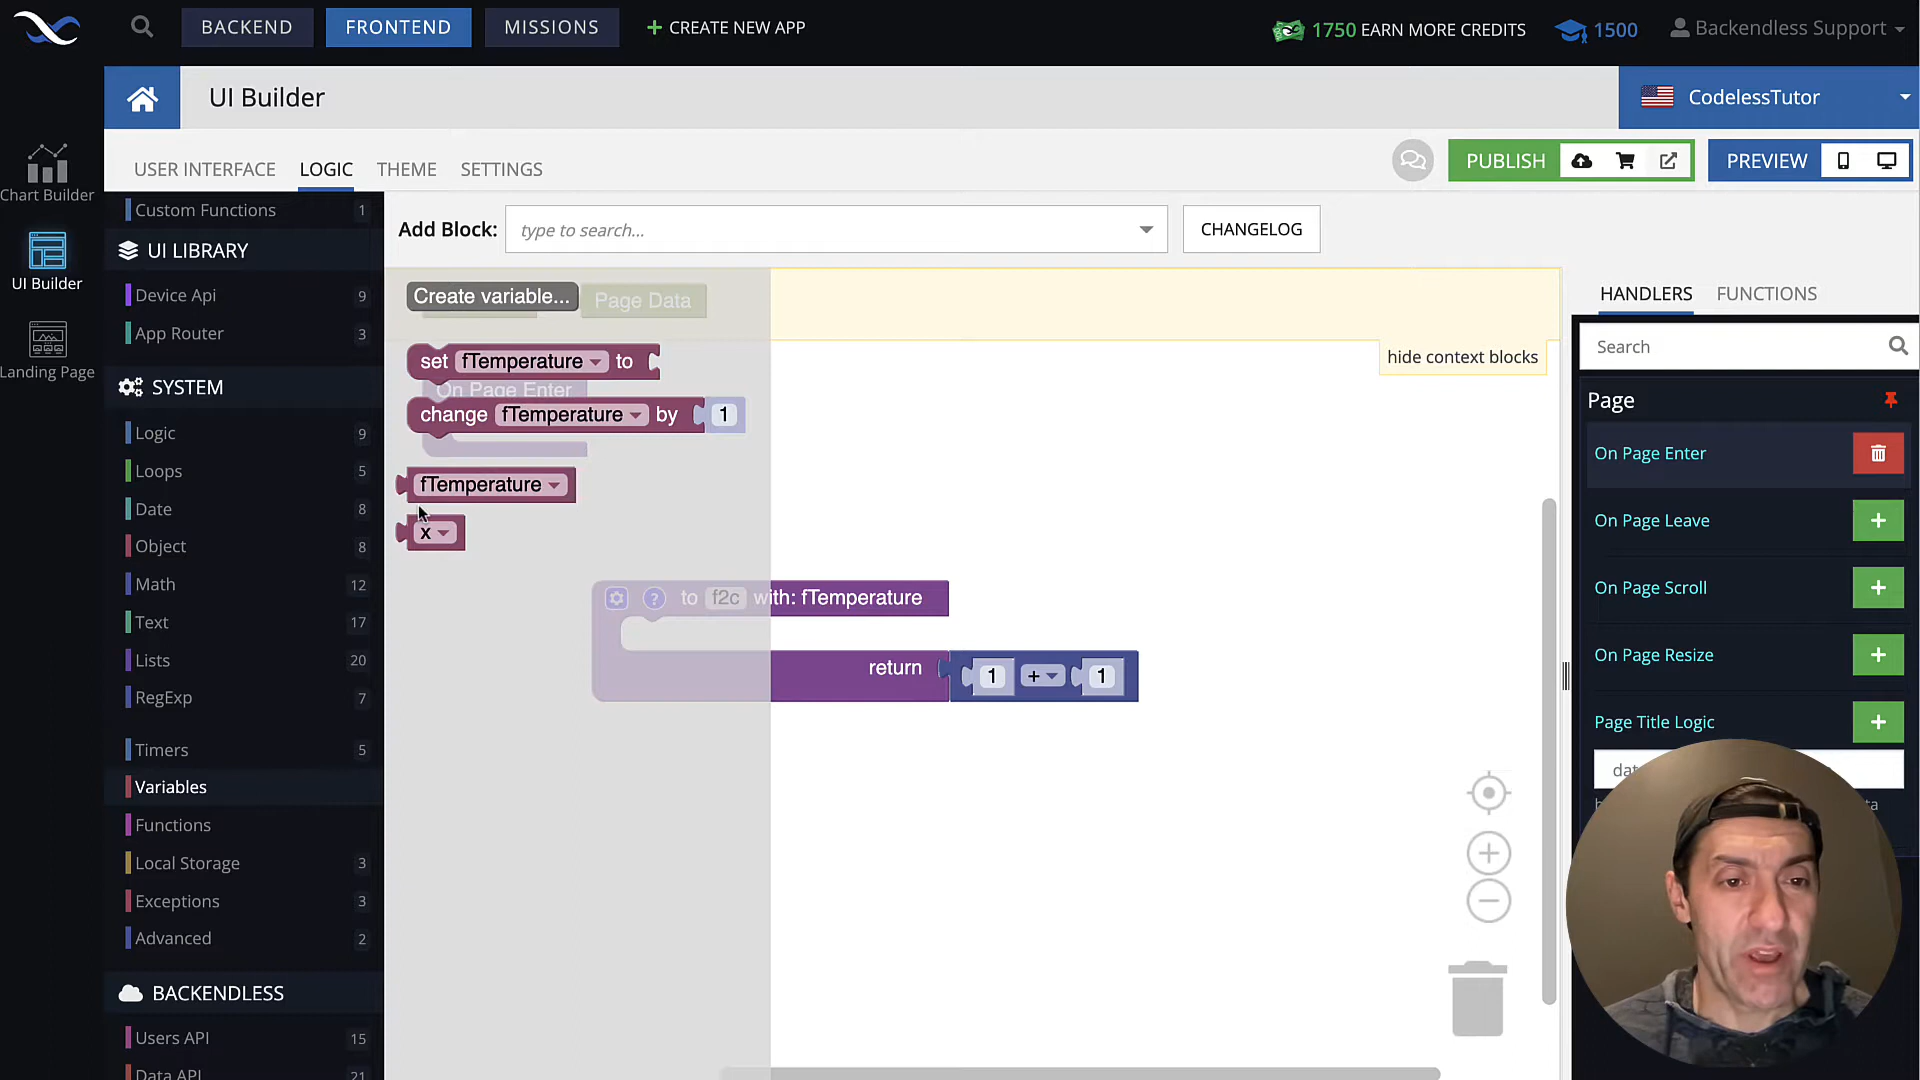 BACKEND
FRONTEND
MISSIONS
+ CREATE NEW APP
1750 EARN MORE CREDITS
1500
Backendless Support
UI Builder
CodelessTutor
USER INTERFACE
LOGIC
THEME
SETTINGS
PUBLISH
PREVIEW
Chart Builder
UI Builder
Landing Page
Custom Functions 1
UI LIBRARY
Device Api 9
App Router 3
SYSTEM
Logic 9
Loops 5
Date 8
Object 8
Math 12
Text 17
Lists 20
RegExp 7
Timers 5
Variables
Functions
Local Storage 3
Exceptions 3
Advanced 2
BACKENDLESS
Users API 15
Data API 21
Add Block:
type to search...
CHANGELOG
Create variable...
Page Data
hide context blocks
set fTemperature to
On Page Enter
change fTemperature by 1
fTemperature
x
? to f2c with: fTemperature
return 1 + 1
HANDLERS
FUNCTIONS
Search
Page
On Page Enter
On Page Leave
+
On Page Scroll
+
On Page Resize
+
Page Title Logic
+